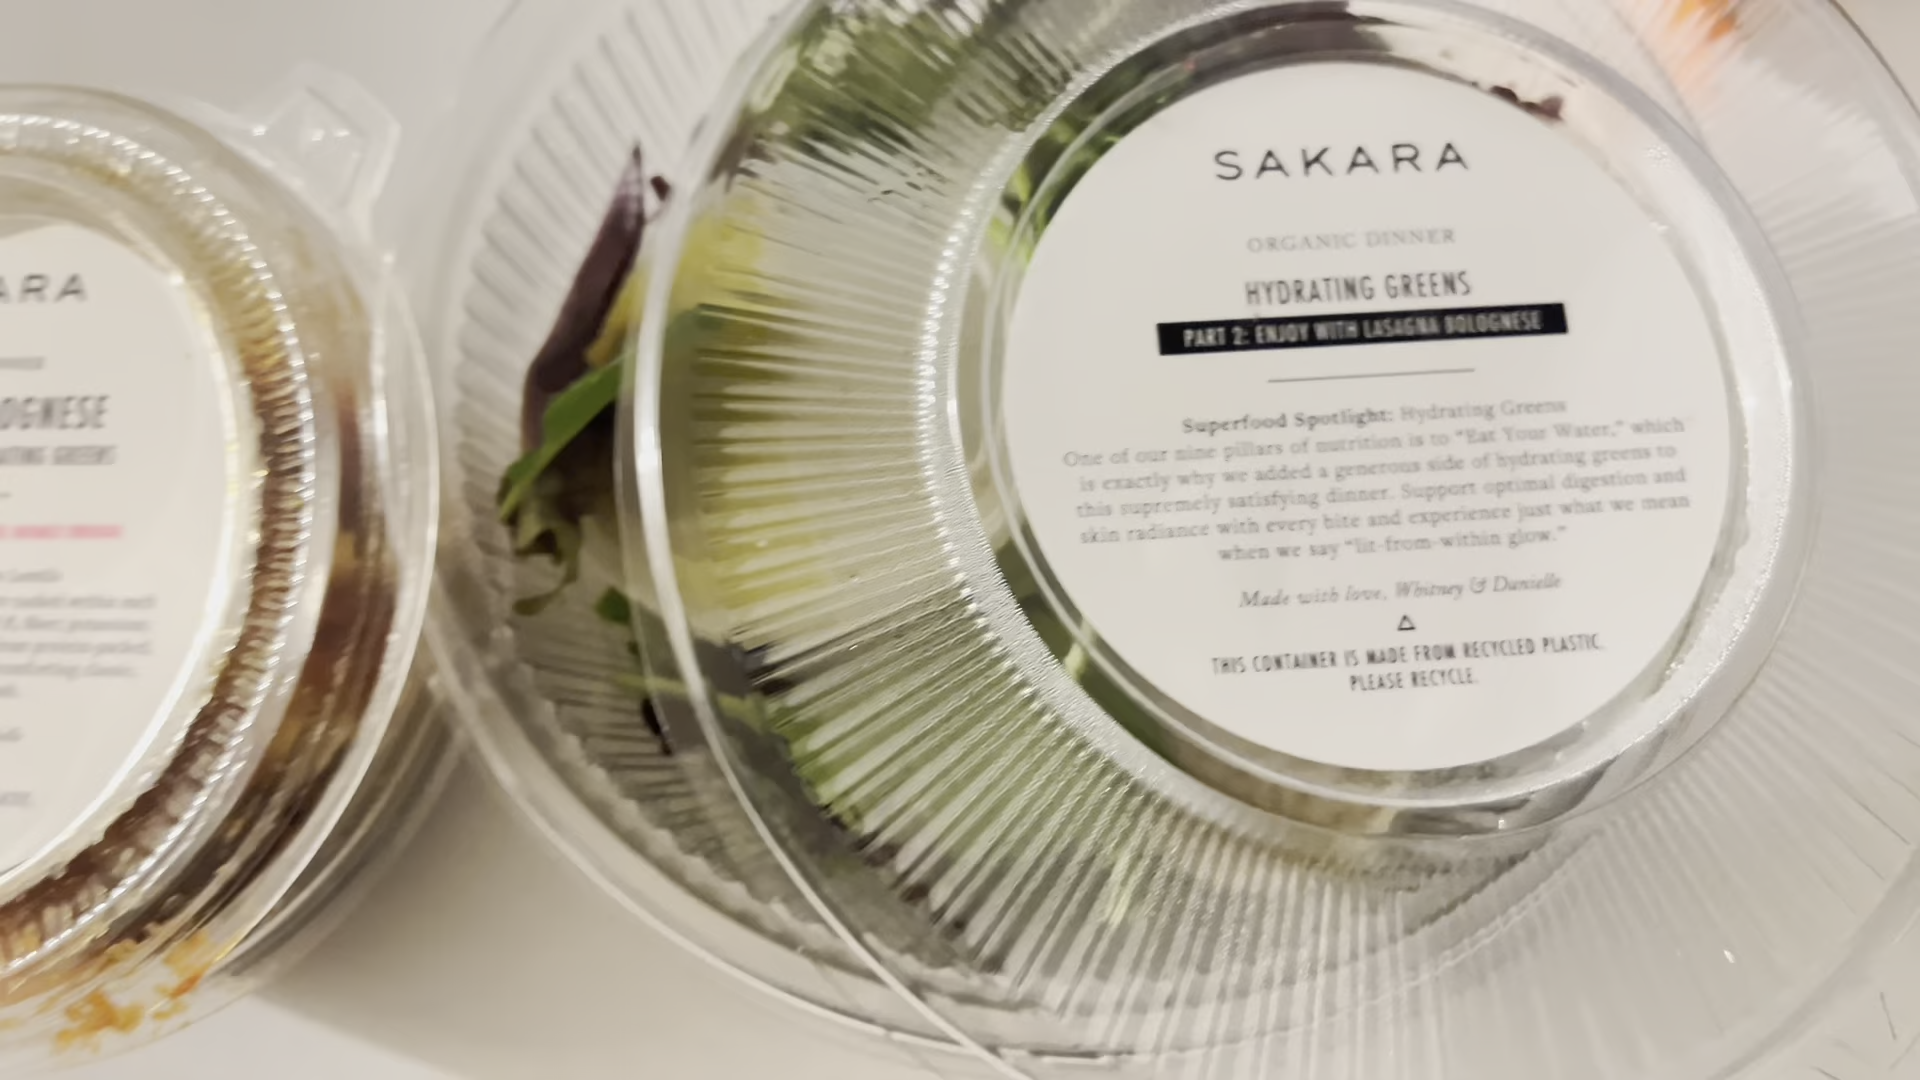 ARA
OGNESE
ATING GREENS
SAKARA
ORGANIC DINNER
HYDRATING GREENS
PART 2: ENJOY WITH LASAGNA BOLOGNESE
Superfood Spotlight: Hydrating Greens
One of our nine pillars of nutrition is to “Eat Your Water,” which
is exactly why we added a generous side of hydrating greens to
this supremely satisfying dinner. Support optimal digestion and
skin radiance with every bite and experience just what we mean
when we say “lit-from-within glow.”
Made with love, Whitney & Danielle
THIS CONTAINER IS MADE FROM RECYCLED PLASTIC.
PLEASE RECYCLE.